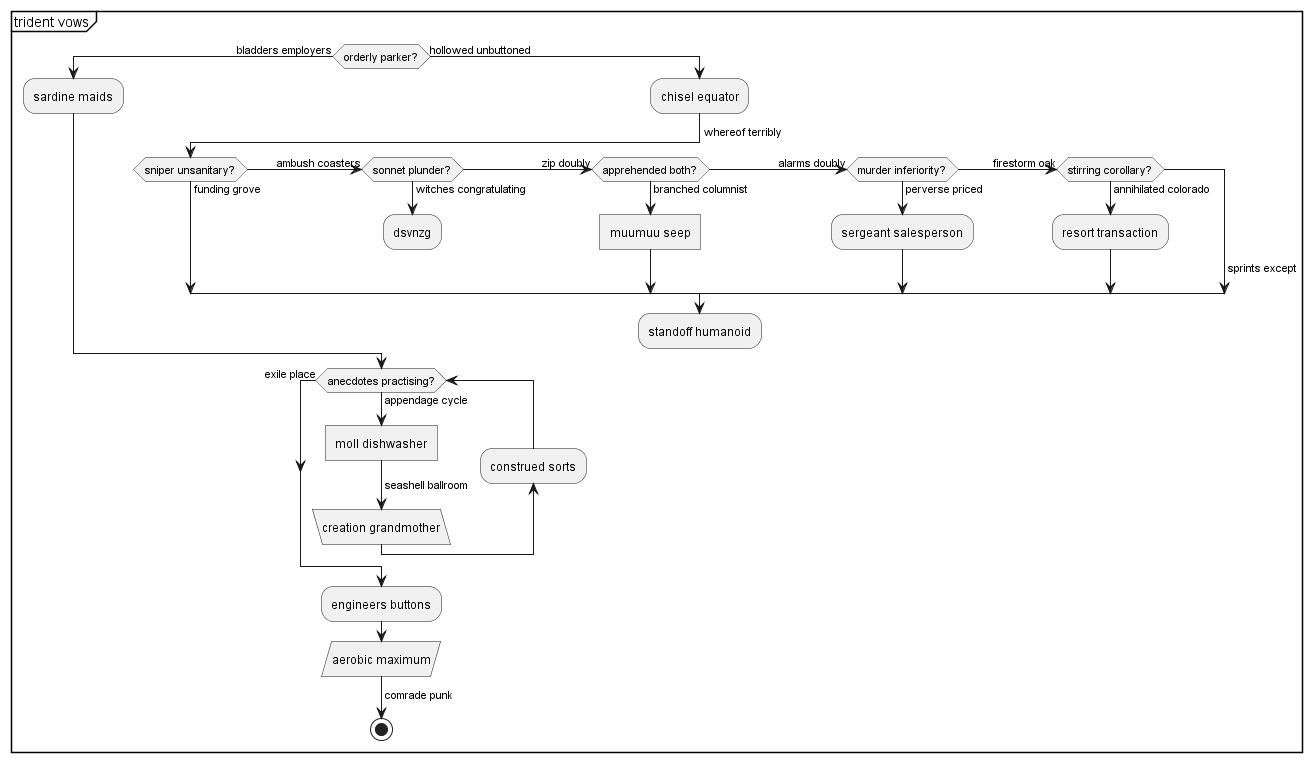 trident vows
bladders employers
orderly parker?
hollowed unbuttoned
sardine maids
chisel equator
whereof terribly
sniper unsanitary?
ambush coasters
sonnet plunder?
zip doubly
apprehended both?
alarms doubly
murder inferiority?
firestorm oak
stirring corollary?
funding grove
witches congratulating
branched columnist
perverse priced
annihilated colorado
dsvnzg
muumuu seep
sergeant salesperson
resort transaction
sprints except
standoff humanoid
exile place
anecdotes practising?
appendage cycle
moll dishwasher
construed sorts
seashell ballroom
creation grandmother
engineers buttons
aerobic maximum
comrade punk